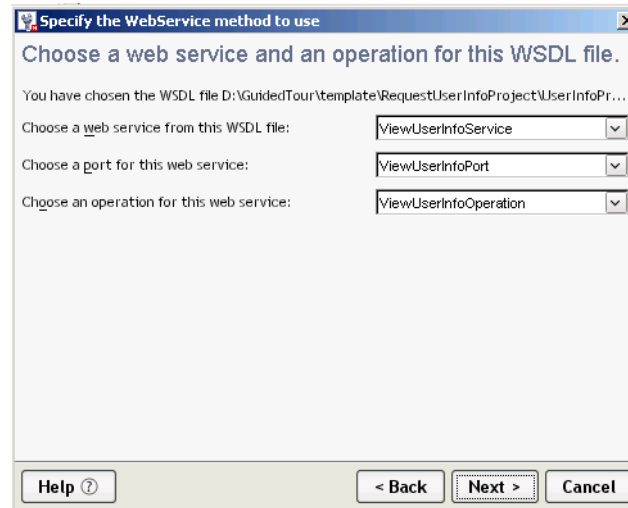 Specify the WebService method to use
Choose a web service and an operation for this WSDL file.
You have chosen the WSDL file D:\GuidedTour\template\RequestUserInfoProject\UserInfoPr...
Choose a web service from this WSDL file: ViewUserInfoService
Choose a port for this web service: ViewUserInfoPort
Choose an operation for this web service: ViewUserInfoOperation
Help ? < Back Next > Cancel